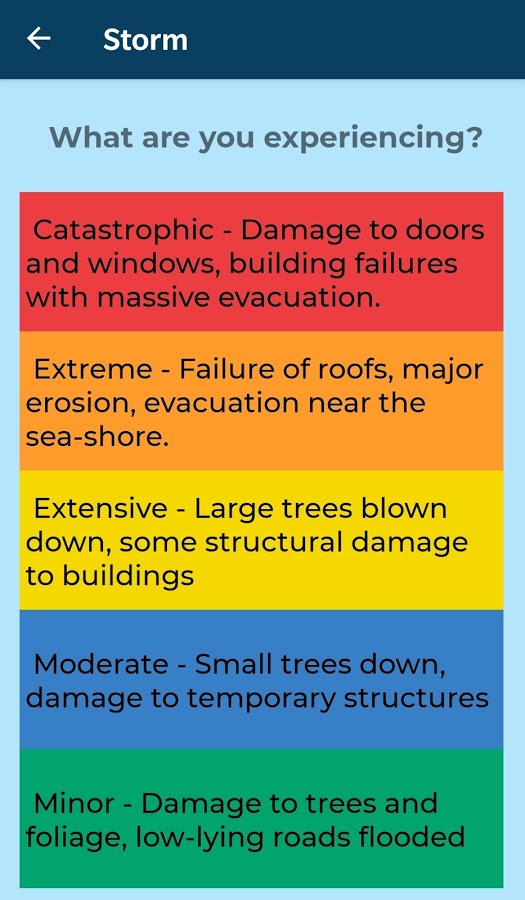 Storm
What are you experiencing?
Catastrophic - Damage to doors
and windows, building failures
with massive evacuation.
Extreme - Failure of roofs, major
erosion, evacuation near the
sea-shore.
Extensive - Large trees blown
down, some structural damage
to buildings
Moderate - Small trees down,
damage to temporary structures
Minor - Damage to trees and
foliage, low-lying roads flooded